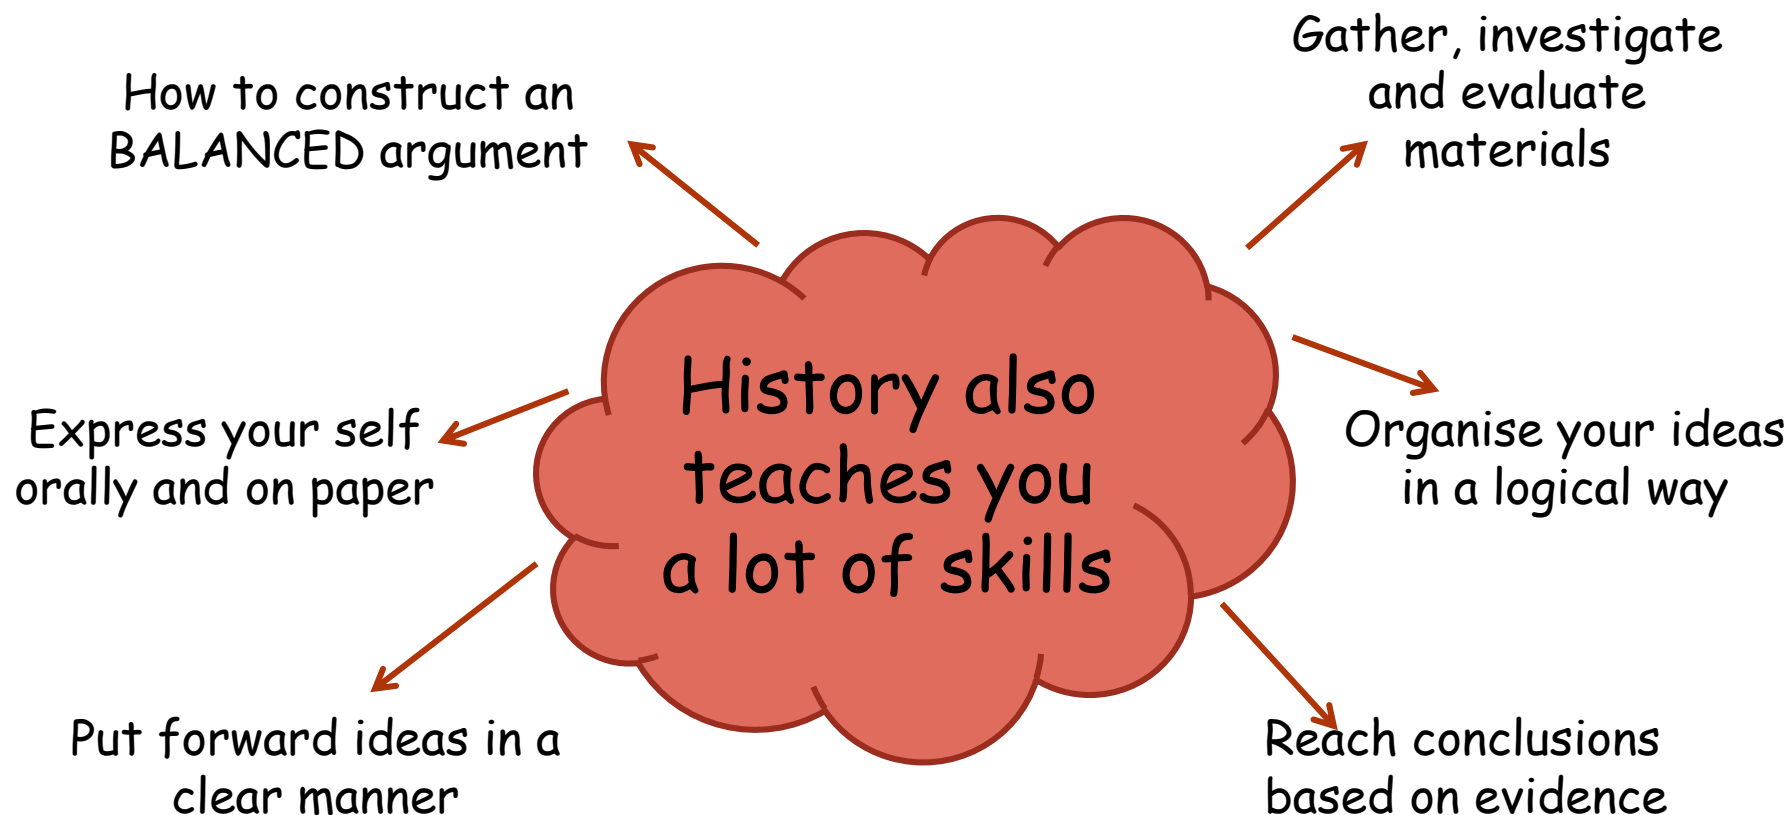 How to construct an
BALANCED argument
Gather, investigate
and evaluate
materials
History also
teaches you
a lot of skills
Express your self
orally and on paper
Organise your ideas
in a logical way
Put forward ideas in a
clear manner
Reach conclusions
based on evidence